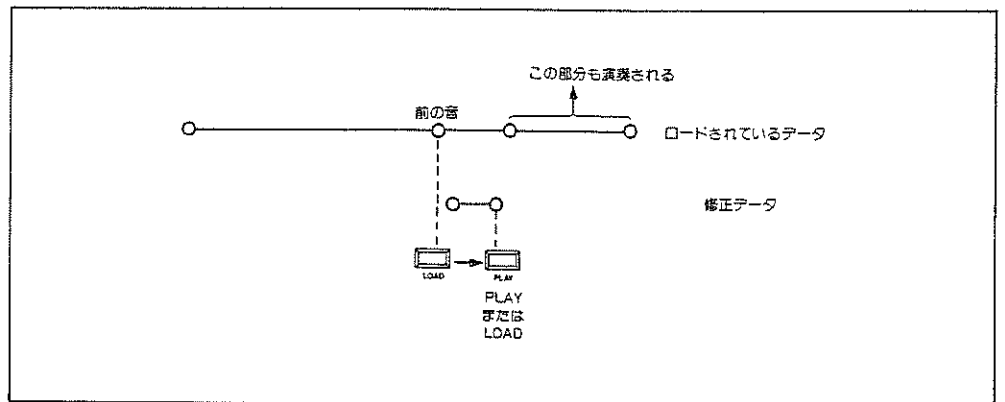 この部分も演奏される
前の音
ロードされているデータ
修正データ
LOAD
PLAY
PLAY
または
LOAD